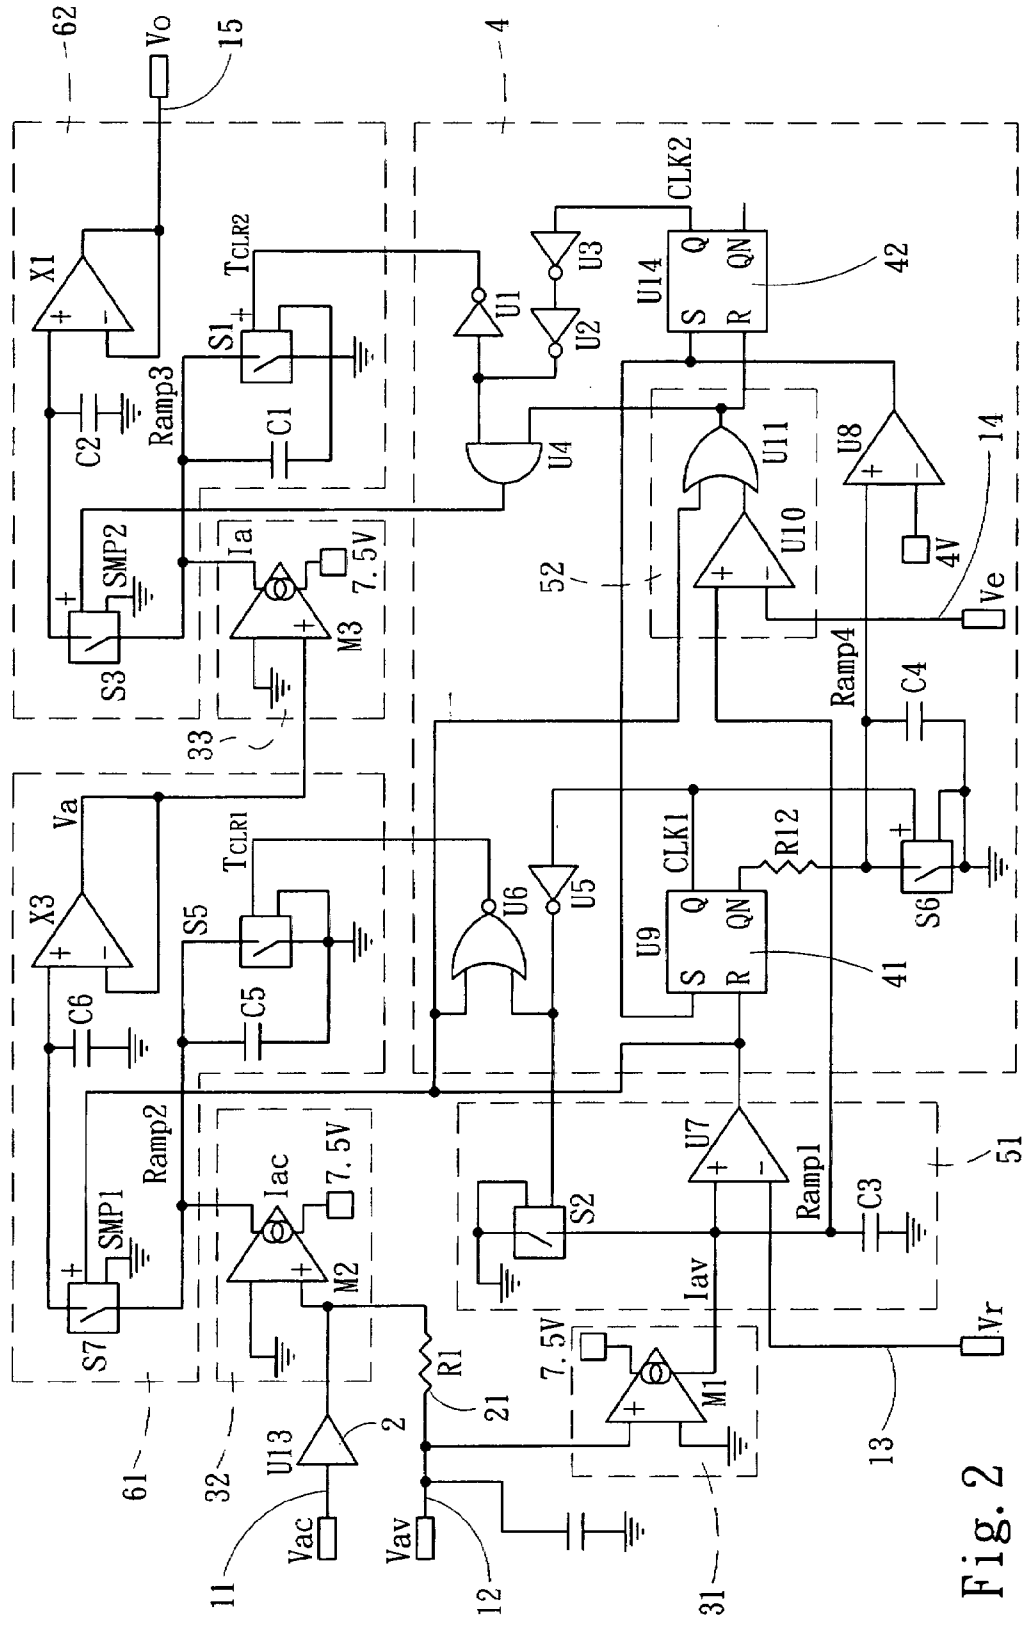 62
Vo
15
4
X1
+
−
C2
Ramp3
S1
+
TCLR2
C1
SMP2
+
S3
Ia
7.5V
M3
+
33
U1
U3
U2
CLK2
U4
U14
S
Q
R
QN
42
52
U11
U10
+
−
U8
+
−
4V
14
Ve
Ramp4
C4
61
X3
Va
+
−
C6
S5
TCLR1
C5
Ramp2
SMP1
+
S7
Iac
7.5V
M2
+
32
U6
U5
CLK1
U9
S
Q
R
QN
41
R12
+
S6
U7
+
−
51
S2
Iav
Ramp1
C3
U13
2
R1
21
7.5V
M1
+
31
Vac
11
Vav
12
13
Vr
Fig. 2